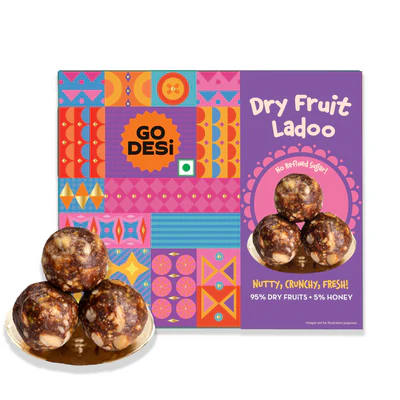 GO
DESi
Dry Fruit
Ladoo
No Refined Sugar!
NUTTY, CRUNCHY, FRESH!
95% DRY FRUITS + 5% HONEY